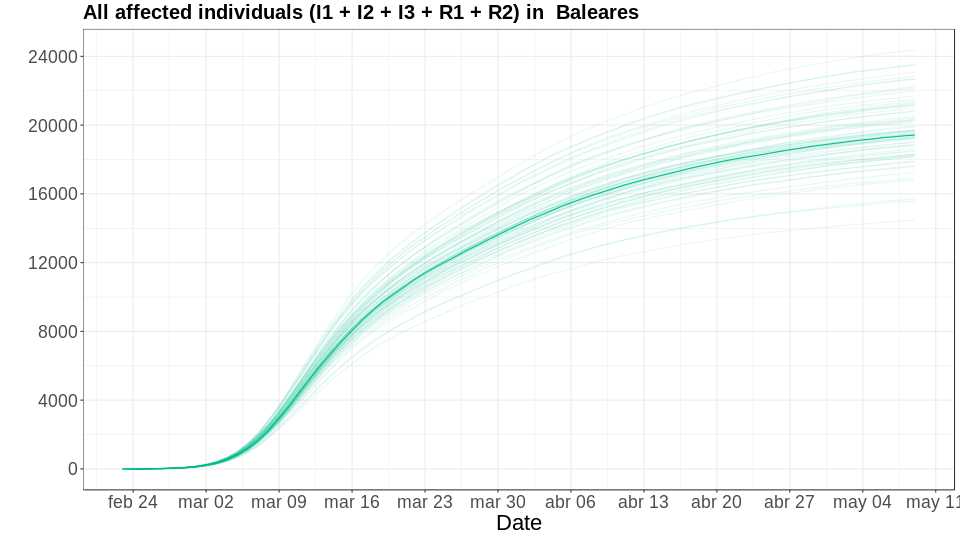 All affected individuals (I1 + I2 + I3 + R1 + R2) in  Baleares
24000
20000
16000
12000
8000
4000
0
feb 24 mar 02 mar 09 mar 16 mar 23 mar 30 abr 06 abr 13 abr 20 abr 27 may 04 may 11
Date